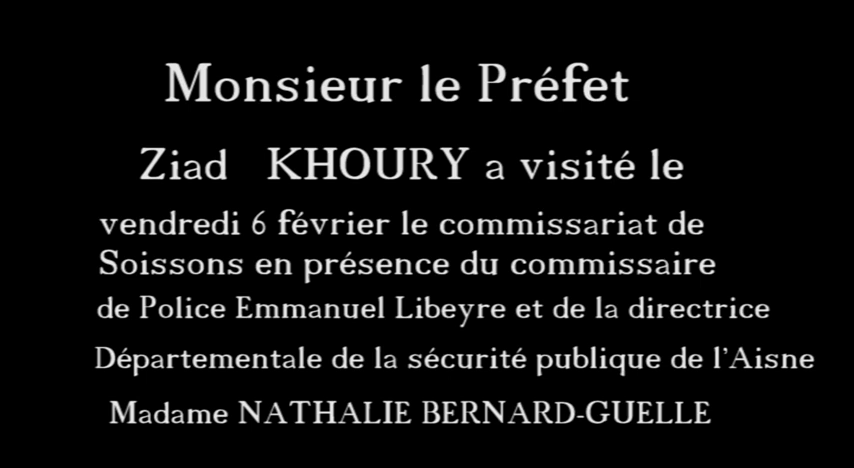 Monsieur le Préfet
Ziad KHOURY a visité le
vendredi 6 février le commissariat de
Soissons en présence du commissaire
de Police Emmanuel Libeyre et de la directrice
Départementale de la sécurité publique de l'Aisne
Madame NATHALIE BERNARD-GUELLE